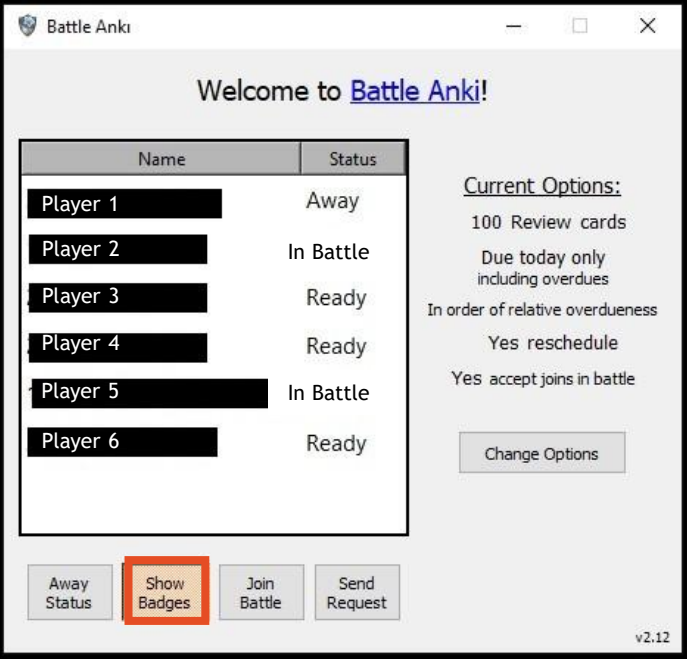 Battle Anki
Welcome to Battle Anki!
Name Status
Player 1 Away
Player 2 In Battle
Player 3 Ready
Player 4 Ready
Player 5 In Battle
Player 6 Ready
Current Options:
100 Review cards
Due today only
including overdues
In order of relative overdueness
Yes reschedule
Yes accept joins in battle
Change Options
Away
Status
Show
Badges
Join
Battle
Send
Request
v2.12